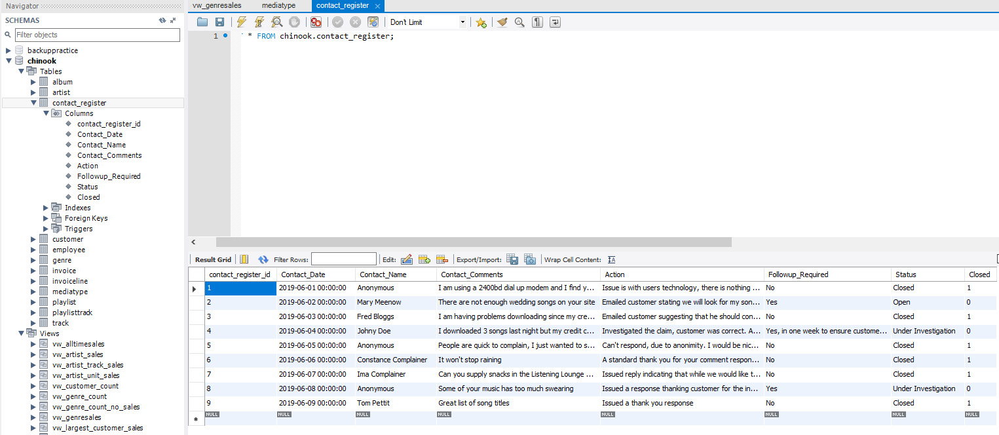 Navigator
SCHEMAS
Filter objects
backuppractice
chinook
Tables
album
artist
contact_register
Columns
contact_register_id
Contact_Date
Contact_Name
Contact_Comments
Action
Followup_Required
Status
Closed
Indexes
Foreign Keys
Triggers
customer
employee
genre
invoice
invoiceline
mediatype
playlist
playlisttrack
track
Views
vw_alltimesales
vw_artist_sales
vw_artist_track_sales
vw_artist_unit_sales
vw_customer_count
vw_genre_count
vw_genre_count_no_sales
vw_genresales
vw_largest_customer_sales
vw_genresales mediatype contact_register
Don't Limit
1 * FROM chinook.contact_register;
Result Grid Filter Rows: Edit: Export/Import: Wrap Cell Content:
contact_register_id Contact_Date Contact_Name Contact_Comments Action Followup_Required Status Closed
1 2019-06-01 00:00:00 Anonymous I am using a 2400bd dial up modem and I find y... Issue is with users technology, there is nothing ... No Closed 1
2 2019-06-02 00:00:00 Mary Meenow There are not enough wedding songs on your site Emailed customer stating we will look for my son... Yes Open 0
3 2019-06-03 00:00:00 Fred Bloggs I am having problems downloading since my cre... Emailed customer suggesting that he should con... No Closed 1
4 2019-06-04 00:00:00 Johny Doe I downloaded 3 songs last night but my credit c... Investigated the claim, customer was correct. A... Yes, in one week to ensure custome... Under Investigation 0
5 2019-06-05 00:00:00 Anonymous People are quick to complain, I just wanted to s... Can't respond, due to anonimity. I would be nic... No Closed 1
6 2019-06-06 00:00:00 Constance Complainer It won't stop raining A standard thank you for your comment respon... No Closed 1
7 2019-06-07 00:00:00 Ima Complainer Can you supply snacks in the Listening Lounge ... Issued reply indicating that while we would like t... No Closed 1
8 2019-06-08 00:00:00 Anonymous Some of your music has too much swearing Issued a response thanking customer for the in... Yes Under Investigation 0
9 2019-06-09 00:00:00 Tom Pettit Great list of song titles Issued a thank you response No Closed 1
NULL NULL NULL NULL NULL NULL NULL NULL